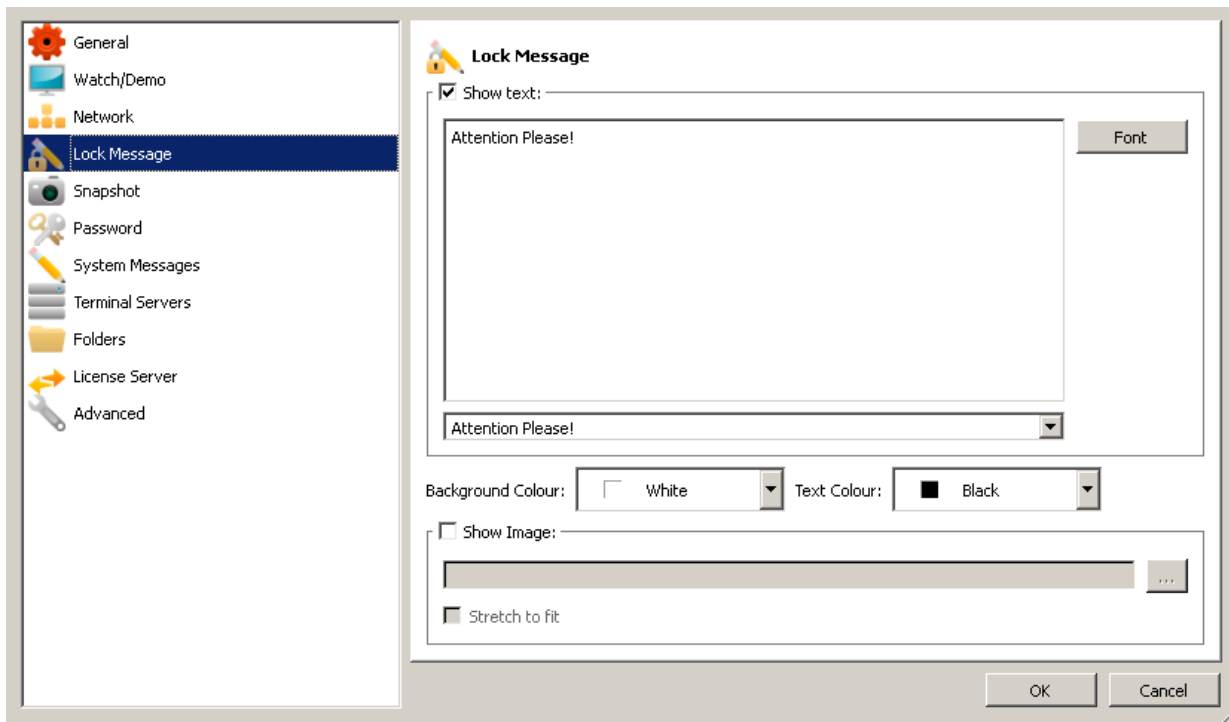 General
Watch/Demo
Network
Lock Message
Snapshot
Password
System Messages
Terminal Servers
Folders
License Server
Advanced
Lock Message
Show text:
Attention Please!
Font
Attention Please!
Background Colour: White Text Colour: Black
Show Image:
...
Stretch to fit
OK Cancel